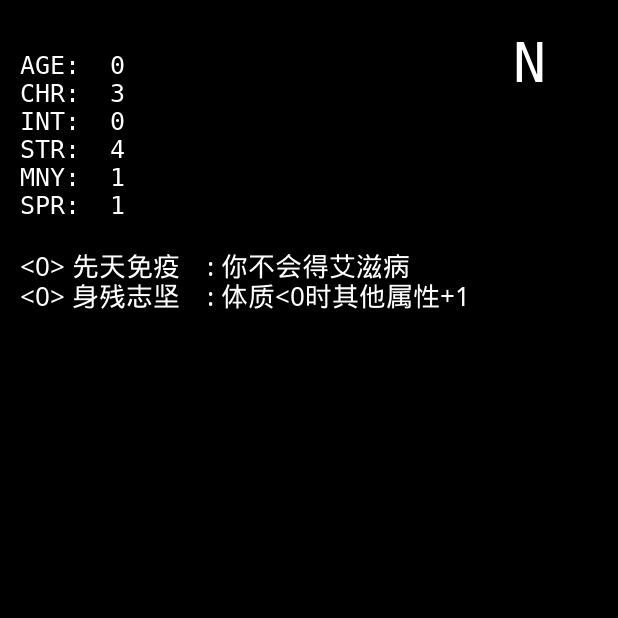 N
AGE: 0
CHR: 3
INT: 0
STR: 4
MNY: 1
SPR: 1
<0> 先天免疫 : 你不会得艾滋病
<0> 身残志坚 : 体质<0时其他属性+1